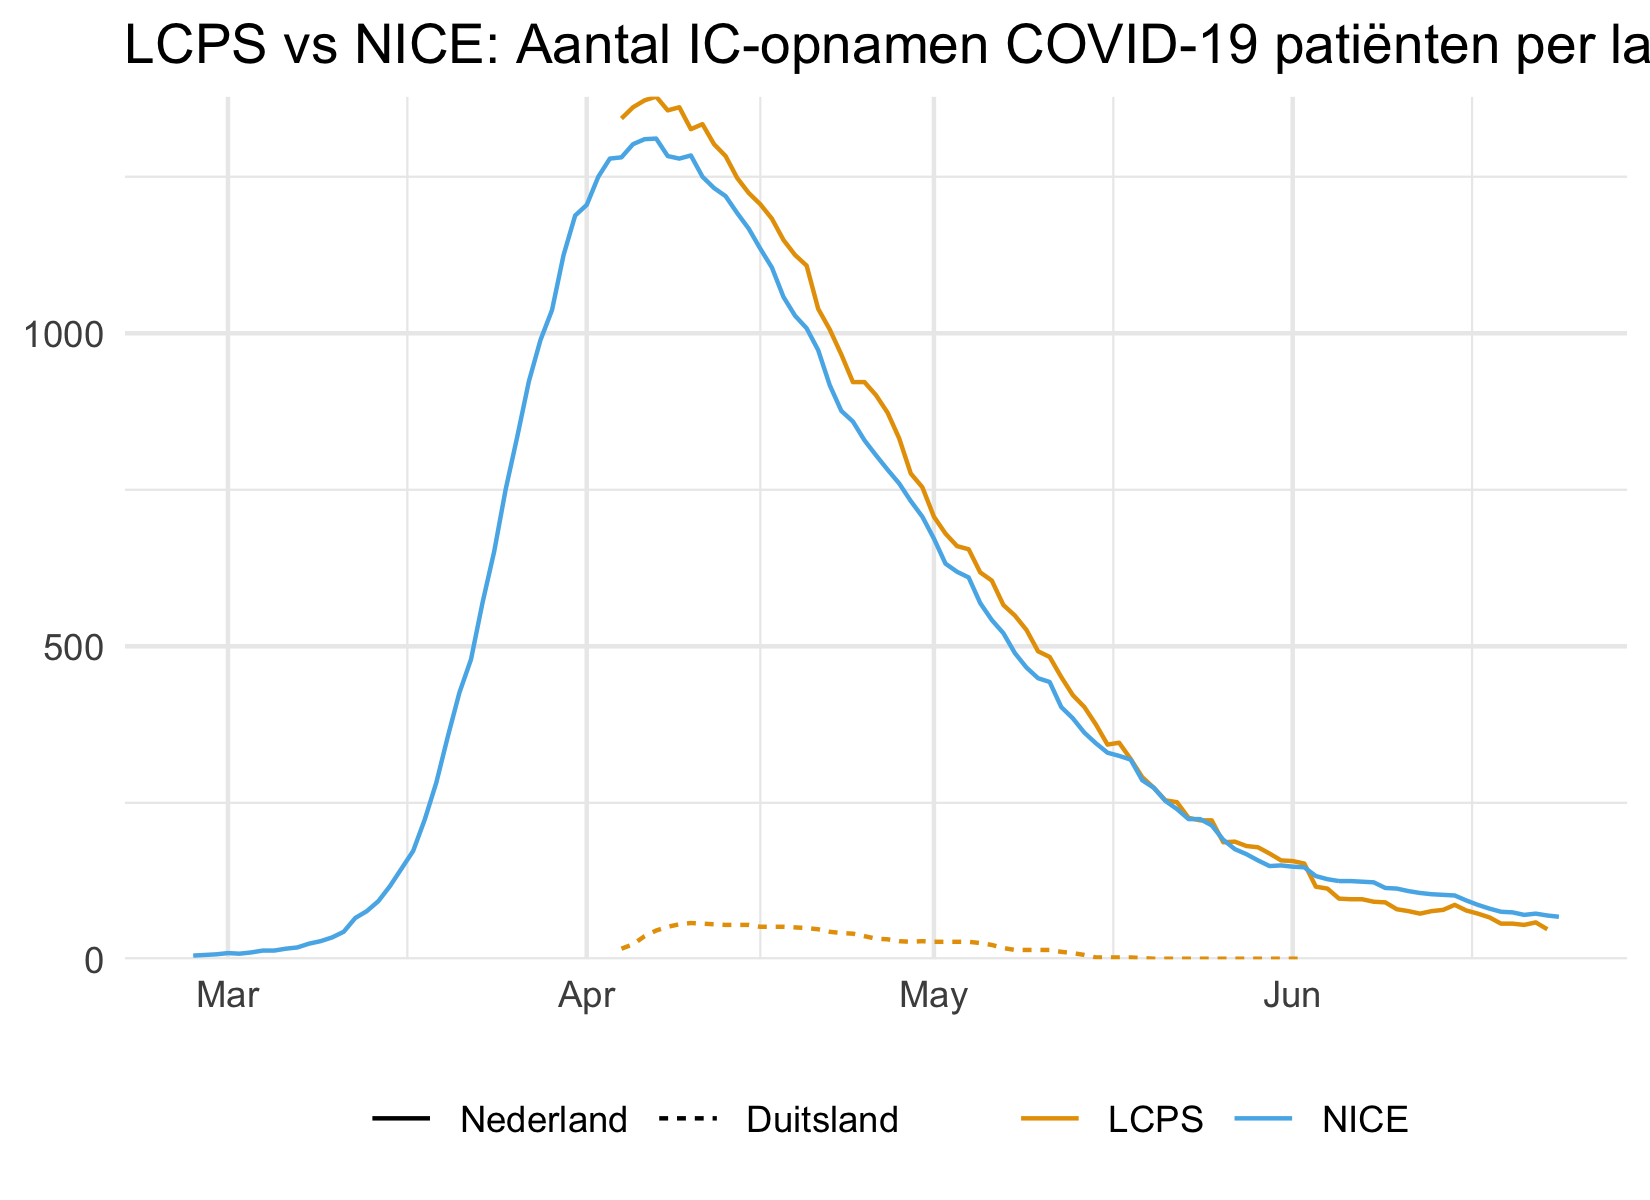 LCPS vs NICE: Aantal IC-opnamen COVID-19 patiënten per la
1000
500
0
Mar Apr May Jun
Nederland Duitsland LCPS NICE